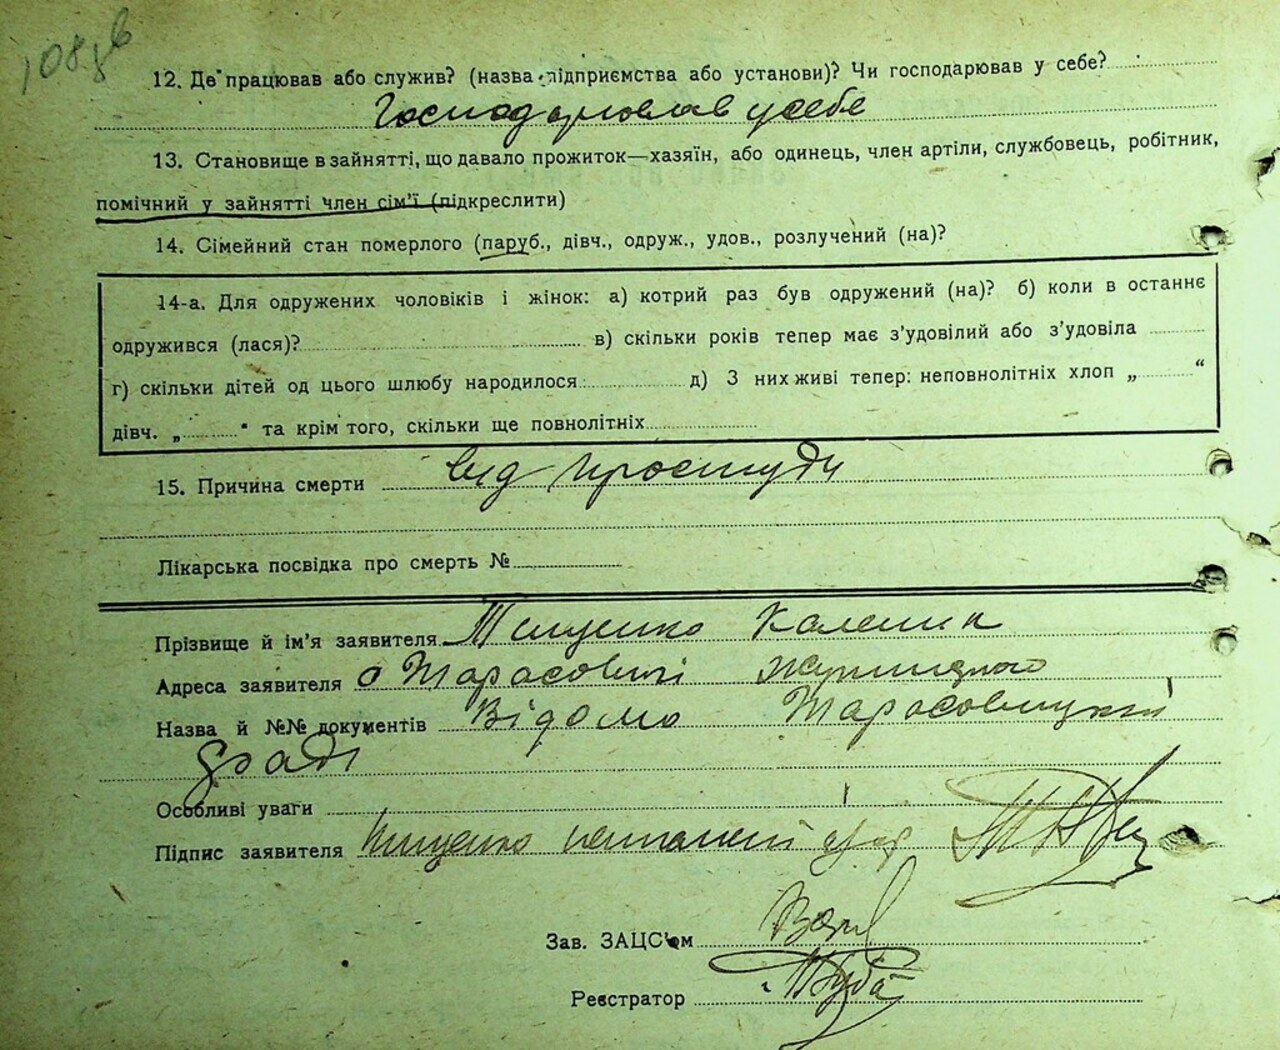 12. Де працював або служив? (назва підприємства або установи)? Чи господарював у себе?
Господарював у себе
13. Становище в зайнятті, що давало прожиток—хазяїн, або одинець, член артіли, службовець, робітник,
помічний у зайнятті член сім'ї (підкреслити)
14. Сімейний стан померлого (паруб., дівч., одруж., удов., розлучений (на)?
14-а. Для одружених чоловіків і жінок: а) котрий раз був одружений (на)? б) коли в останнє
одружився (лася)? в) скільки років тепер має з'удовілий або з'удовіла
г) скільки дітей од цього шлюбу народилося д) З них живі тепер: неповнолітніх хлоп „ “
дівч. „ “ та крім того, скільки ще повнолітніх
15. Причина смерти вид простуди
Лікарська посвідка про смерть №
Прізвище й ім'я заявителя Тищенко Каленик
Адреса заявителя с Тарасовичі
Назва й №№ документів Відомо Тарасовицькій
с/раді
Особливі уваги
Підпис заявителя Тищенко
Зав. ЗАЦС'ом
Реєстратор